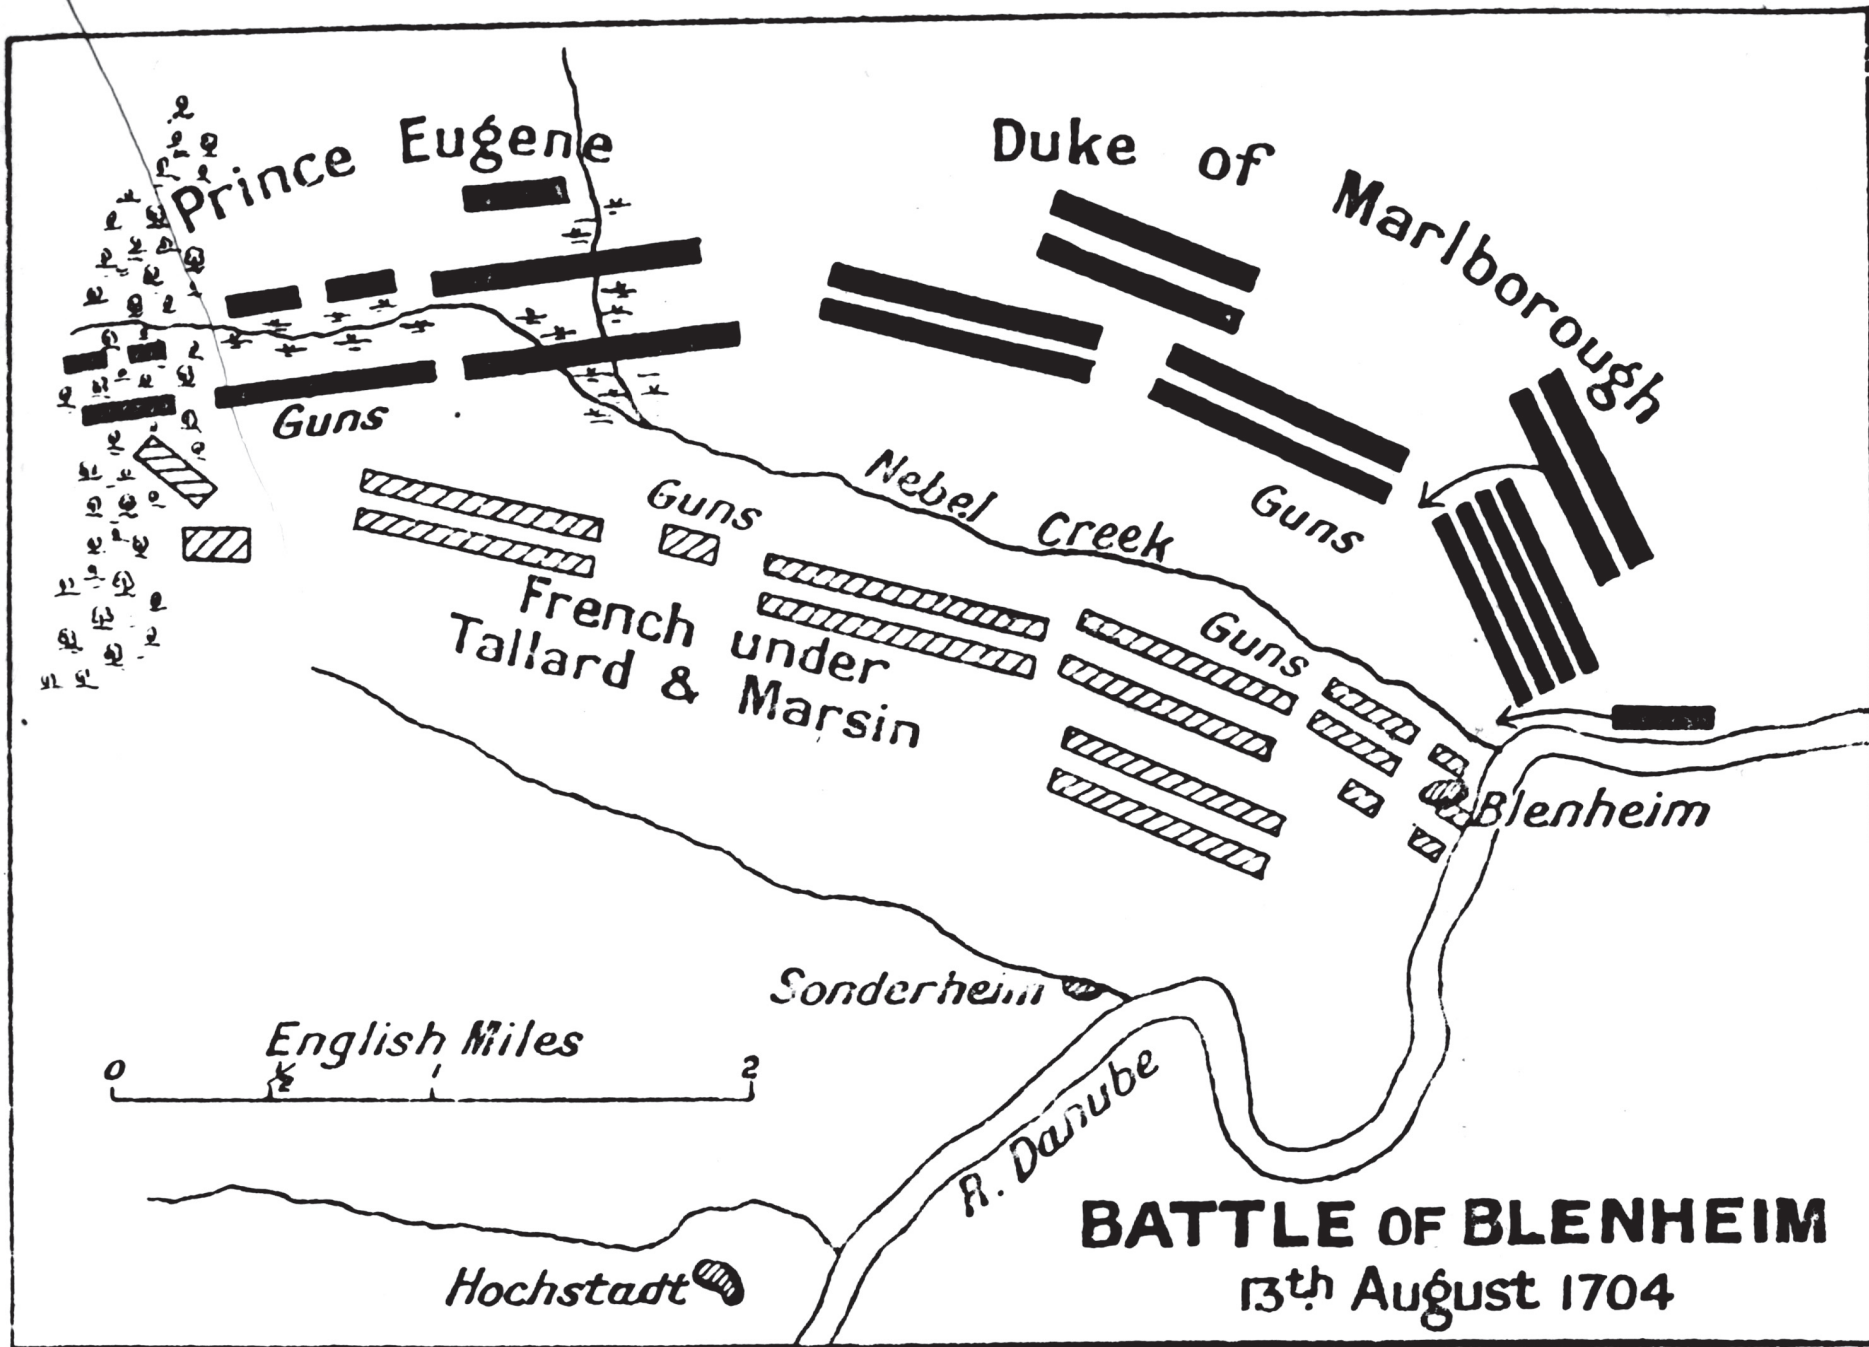 Prince Eugene
Duke of Marlborough
Guns
Guns
Nebel Creek
Guns
Guns
French under
Tallard & Marsin
Blenheim
Sonderheim
English Miles
0 ½ 1 2
R. Danube
Hochstadt
BATTLE OF BLENHEIM
13th August 1704